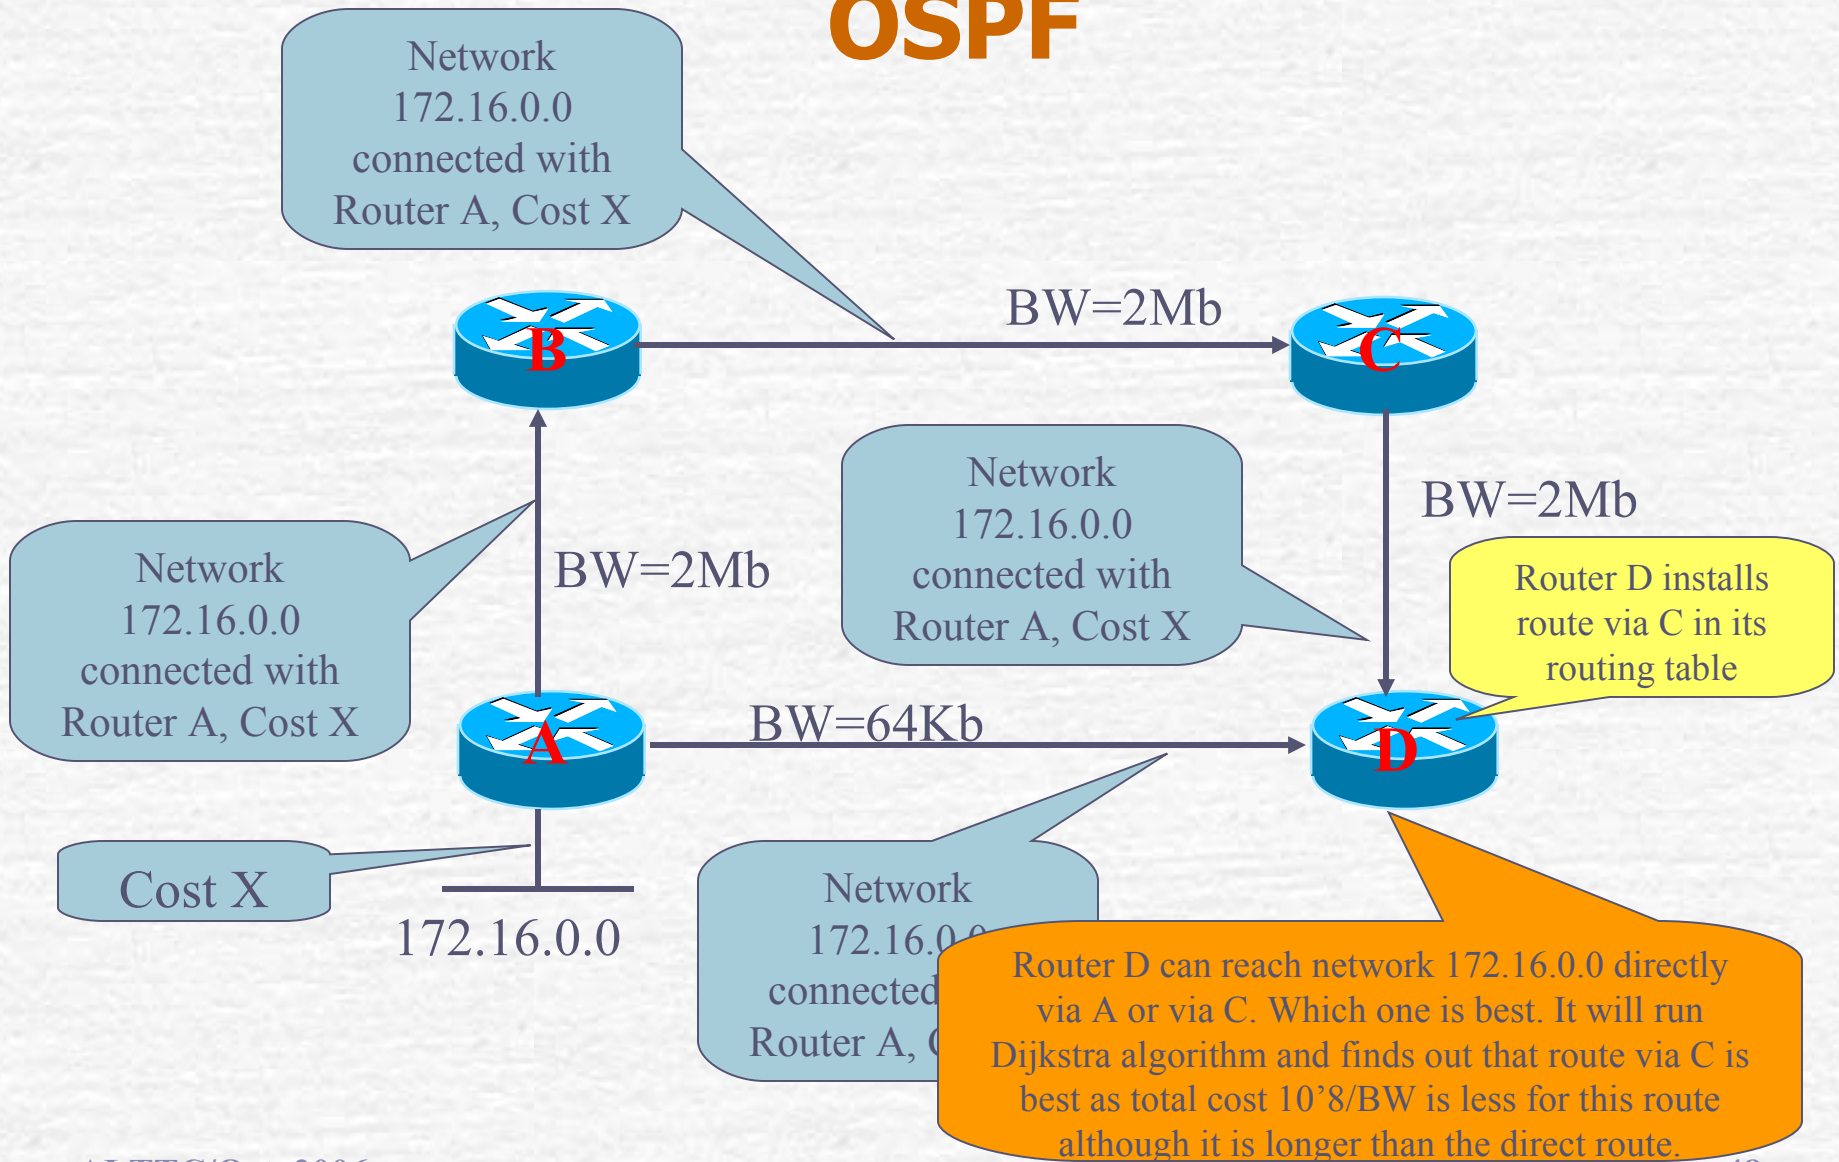 OSPF
Network
172.16.0.0
connected with
Router A, Cost X
BW=2Mb
B
C
Network
172.16.0.0
connected with
Router A, Cost X
BW=2Mb
Network
172.16.0.0
connected with
Router A, Cost X
BW=2Mb
Router D installs
route via C in its
routing table
A
BW=64Kb
D
Cost X
172.16.0.0
Network
172.16.0.0
connected
Router A,
Router D can reach network 172.16.0.0 directly
via A or via C. Which one is best. It will run
Dijkstra algorithm and finds out that route via C is
best as total cost 10’8/BW is less for this route
although it is longer than the direct route.